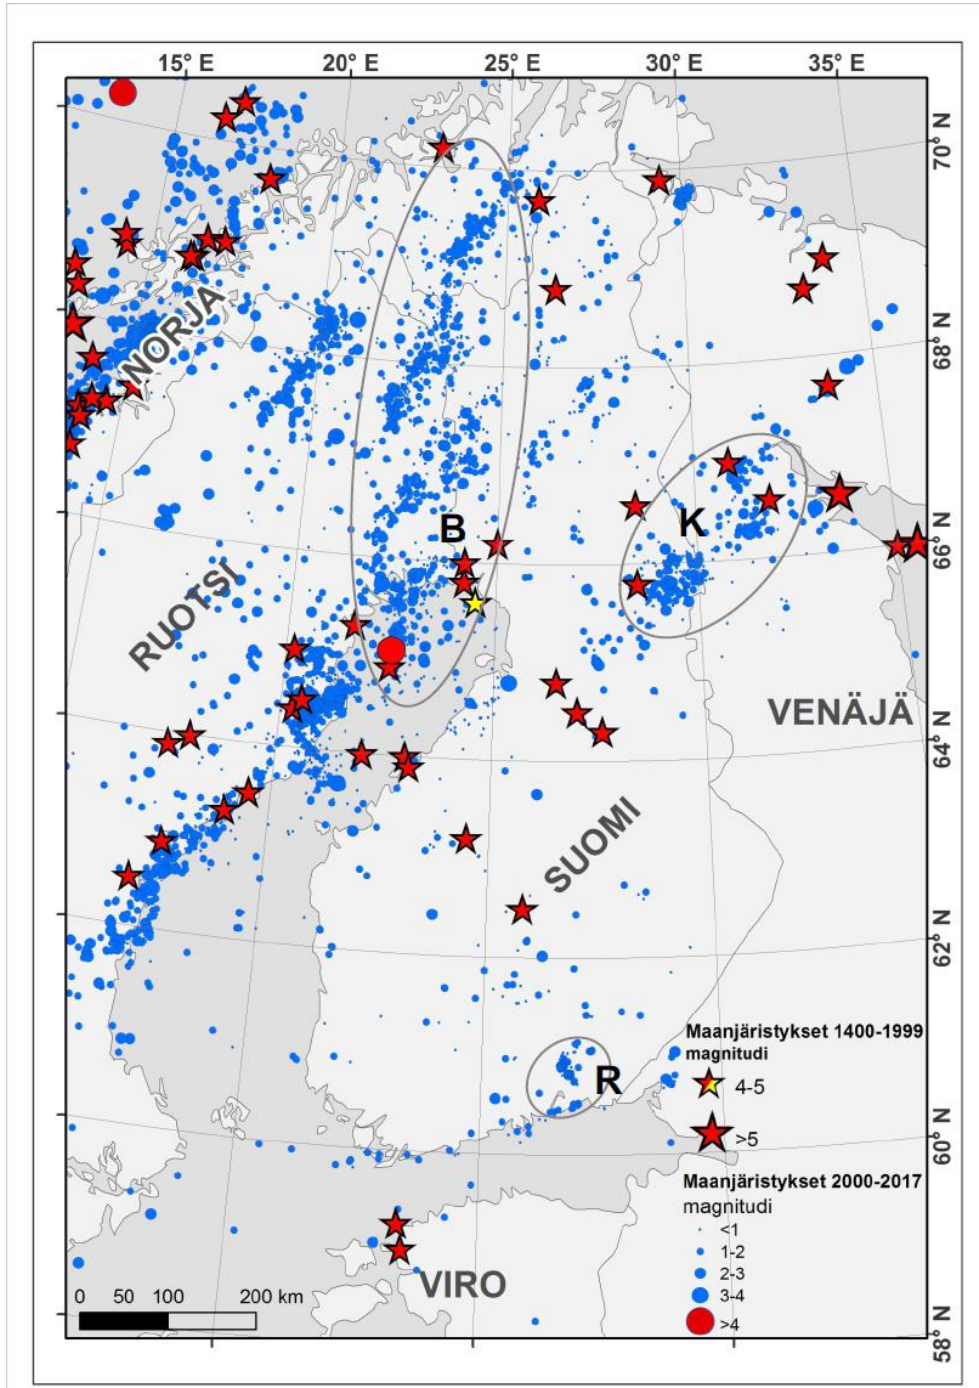 15° E 20° E 25° E 30° E 35° E
70° N
68° N
66° N
64° N
62° N
60° N
58° N
NORJA
RUOTSI
B
K
VENÄJÄ
SUOMI
R
VIRO
Maanjäristykset 1400-1999
magnitudi
4-5
>5
Maanjäristykset 2000-2017
magnitudi
<1
1-2
2-3
3-4
>4
0 50 100 200 km